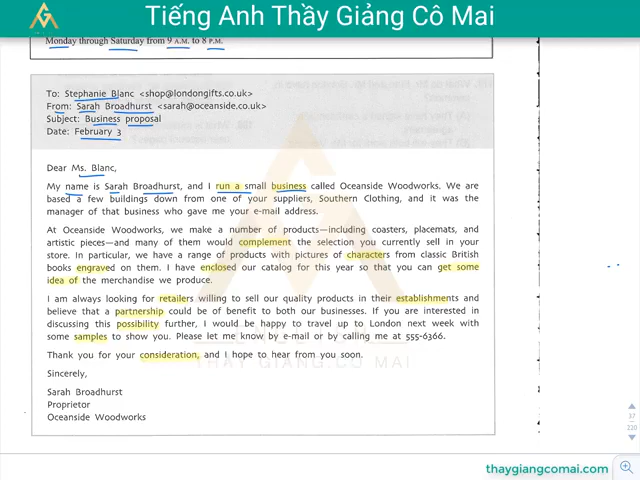 Tiếng Anh Thầy Giảng Cô Mai
Monday through Saturday from 9 A.M. to 8 P.M.
To: Stephanie Blanc <shop@londongifts.co.uk>
From: Sarah Broadhurst <sarah@oceanside.co.uk>
Subject: Business proposal
Date: February 3
Dear Ms. Blanc,
My name is Sarah Broadhurst, and I run a small business called Oceanside Woodworks. We are
based a few buildings down from one of your suppliers, Southern Clothing, and it was the
manager of that business who gave me your e-mail address.
At Oceanside Woodworks, we make a number of products—including coasters, placemats, and
artistic pieces—and many of them would complement the selection you currently sell in your
store. In particular, we have a range of products with pictures of characters from classic British
books engraved on them. I have enclosed our catalog for this year so that you can get some
idea of the merchandise we produce.
I am always looking for retailers willing to sell our quality products in their establishments and
believe that a partnership could be of benefit to both our businesses. If you are interested in
discussing this possibility further, I would be happy to travel up to London next week with
some samples to show you. Please let me know by e-mail or by calling me at 555-6366.
Thank you for your consideration, and I hope to hear from you soon.
THAY GIANG.CO MAI
Sincerely,
Sarah Broadhurst
Proprietor
Oceanside Woodworks
37
220
thaygiangcomai.com